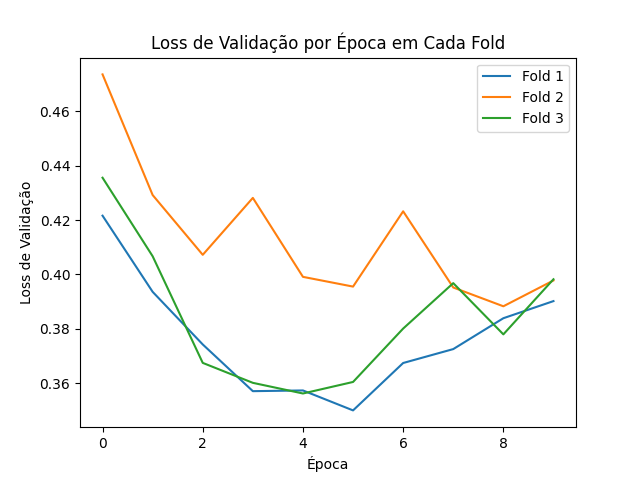 Loss de Validação por Época em Cada Fold
Fold 1
Fold 2
Fold 3
Loss de Validação
0.46
0.44
0.42
0.40
0.38
0.36
0 2 4 6 8
Época